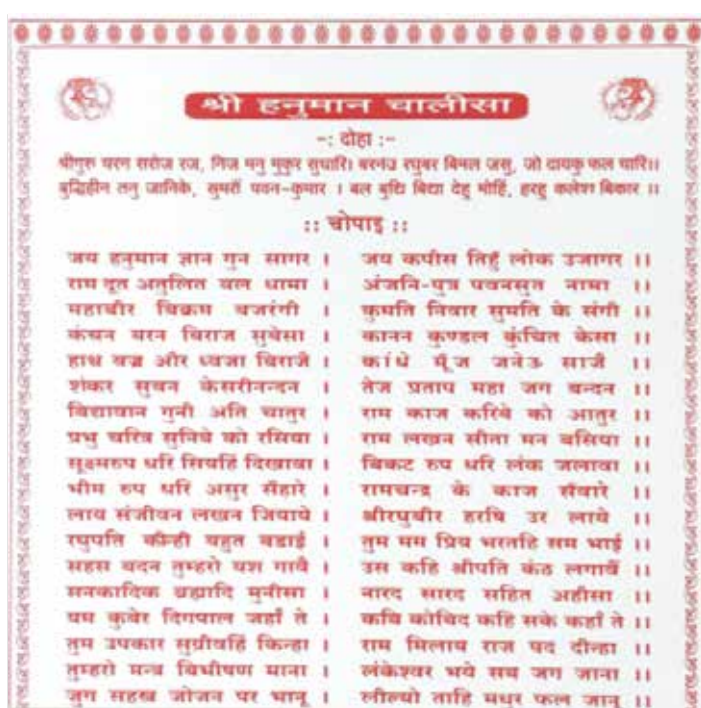 श्री हनुमान चालीसा
-: दोहा :-
श्रीगुरु चरण सरोज रज, निज मनु मुकुर सुधारि। बरनउ रघुबर बिमल जसु, जो दायकु फल चारि।।
बुद्धिहीन तनु जानिके, सुमरौं पवन-कुमार । बल बुद्धि बिद्या देहु मोहिं, हरहु कलेश बिकार ।।
:: चोपाइ ::
जय हनुमान ज्ञान गुन सागर । जय कपीस तिहुँ लोक उजागर ।।
राम दूत अतुलित बल धामा । अंजनि-पुत्र पवनसुत नामा ।।
महाबीर बिक्रम बजरंगी । कुमति निवार सुमति के संगी ।।
कंचन बरन बिराज सुबेसा । कानन कुण्डल कुंचित केसा ।।
हाथ वज्र और ध्वजा बिराजै । कांधे मूँज जनेउ साजै ।।
शंकर सुवन केसरीनन्दन । तेज प्रताप महा जग बन्दन ।।
बिद्यावान गुनी अति चातुर । राम काज करिबे को आतुर ।।
प्रभु चरित्र सुनिबे को रसिया । राम लखन सीता मन बसिया ।।
सूक्ष्मरुप धरि सियहिं दिखावा । बिकट रुप धरि लंक जलावा ।।
भीम रुप धरि असुर सँहारे । रामचन्द्र के काज सँवारे ।।
लाय संजीवन लखन जियाये । श्रीरघुबीर हरषि उर लाये ।।
रघुपति कीन्ही बहुत बडाई । तुम मम प्रिय भरतहि सम भाई ।।
सहस बदन तुम्हरो यश गावैं । उस कहि श्रीपति कंठ लगावैं ।।
सनकादिक ब्रह्मादि मुनीसा । नारद सारद सहित अहीसा ।।
यम कुबेर दिगपाल जहाँ ते । कबि कोबिद कहि सके कहाँ ते ।।
तुम उपकार सुग्रीवहिं किन्हा । राम मिलाय राज पद दीन्हा ।।
तुम्हरो मन्त्र बिभीषण माना । लंकेश्वर भये सब जग जाना ।।
जुग सहस्र जोजन पर भानू । लील्यो ताहि मधुर फल जानू ।।